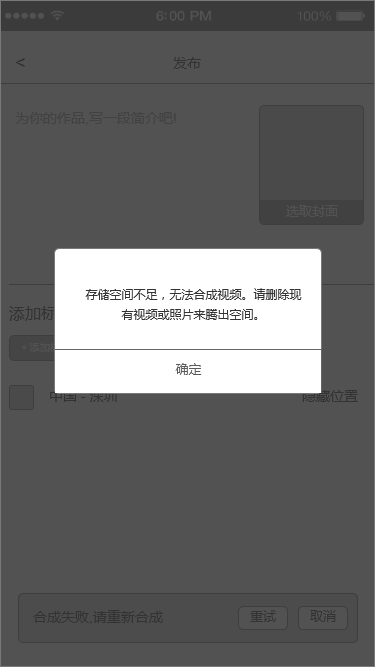 6:00 PM 100%
< 发布
为你的作品,写一段简介吧!
选取封面
添加标
+ 添加
存储空间不足，无法合成视频。请删除现
有视频或照片来腾出空间。
确定
中国 - 深圳 隐藏位置
合成失败,请重新合成 重试 取消